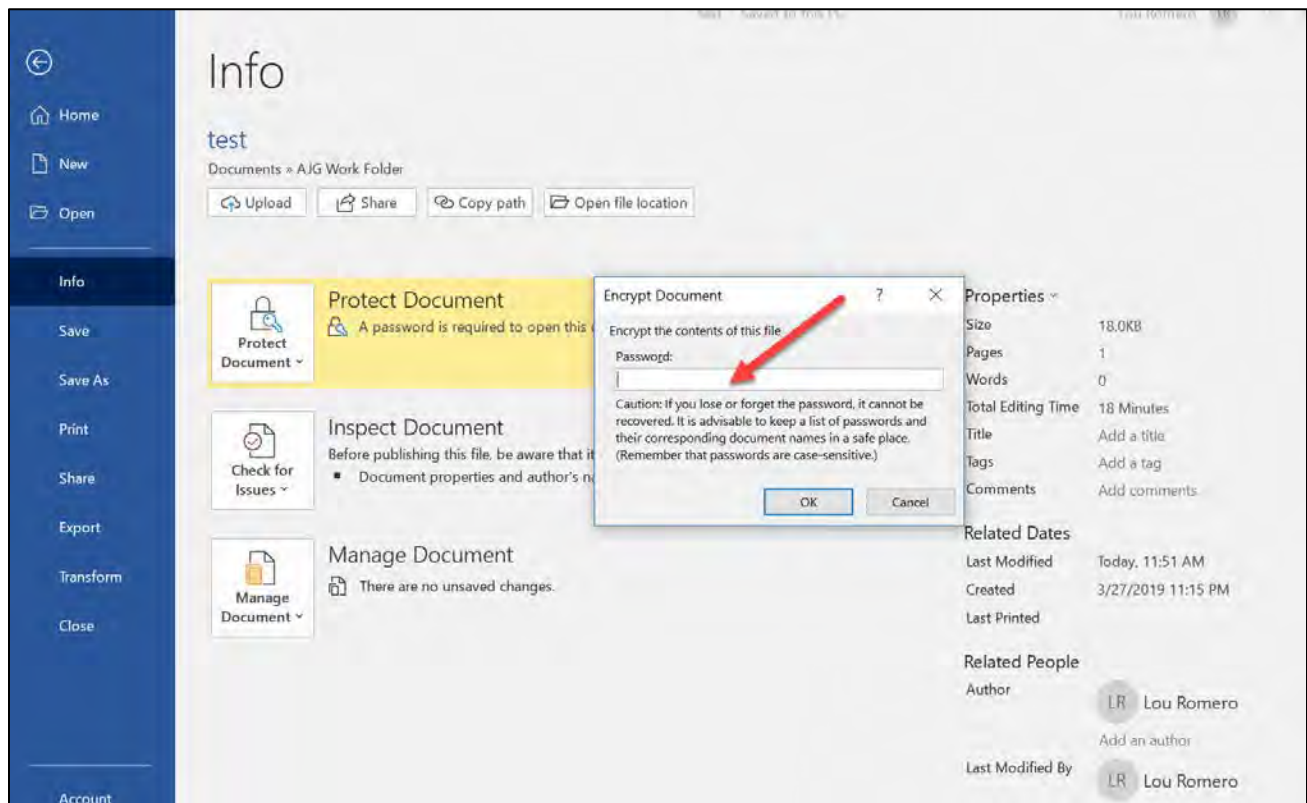 Lou Romero
Info
Home
test
New
Documents » AJG Work Folder
Upload
Share
Copy path
Open file location
Open
Info
Protect Document
A password is required to open this
Protect
Document
Encrypt Document
?
Encrypt the contents of this file
Password:
Caution: If you lose or forget the password, it cannot be
recovered. It is advisable to keep a list of passwords and
their corresponding document names in a safe place.
(Remember that passwords are case-sensitive.)
OK
Cancel
Properties
Size 18.0KB
Pages 1
Words 0
Total Editing Time 18 Minutes
Title Add a title
Tags Add a tag
Comments Add comments
Save
Save As
Inspect Document
Before publishing this file, be aware that it
Document properties and author's
Check for
Issues
Print
Share
Export
Related Dates
Last Modified Today, 11:51 AM
Created 3/27/2019 11:15 PM
Last Printed
Manage Document
There are no unsaved changes.
Manage
Document
Transform
Close
Related People
Author LR Lou Romero
Add an author
Last Modified By LR Lou Romero
Account